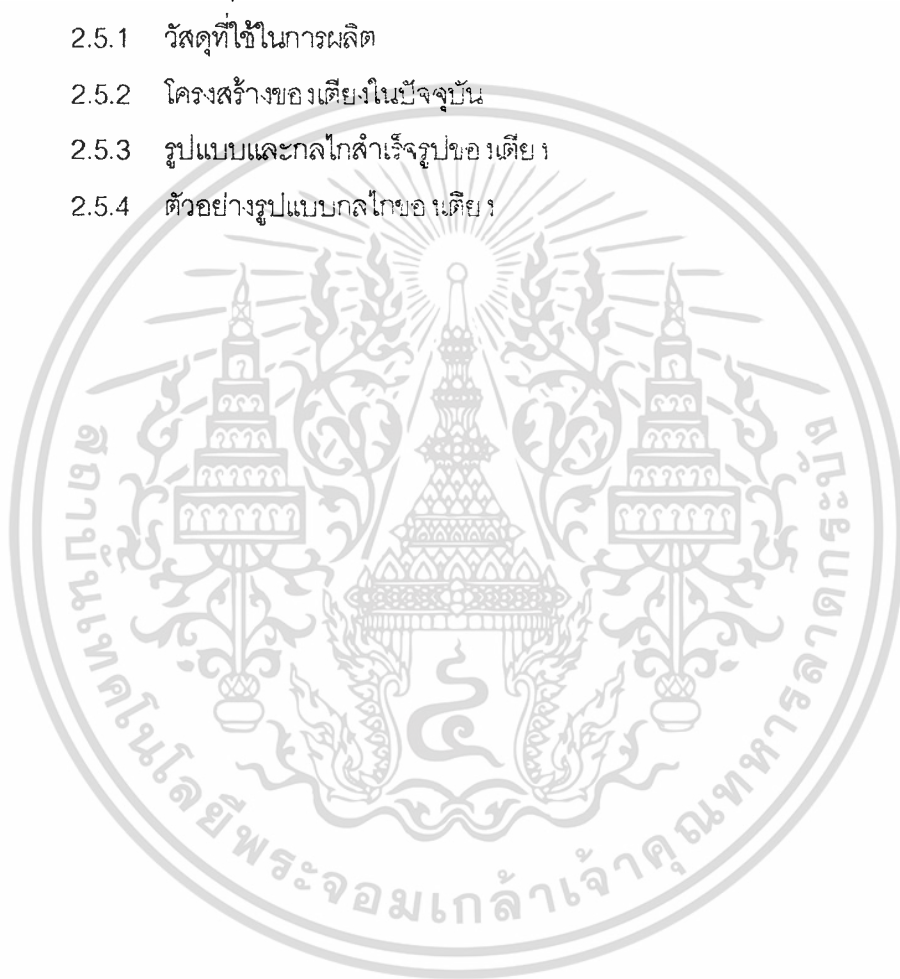 2.5.1 วัสดุที่ใช้ในการผลิต
2.5.2 โครงสร้างของเตียงในปัจจุบัน
2.5.3 รูปแบบและกลไกสำเร็จรูปของเตียง
2.5.4 ตัวอย่างรูปแบบกลไกของเตียง
สถาบันเทคโนโลยีพระจอมเกล้าเจ้าคุณทหารลาดกระบัง